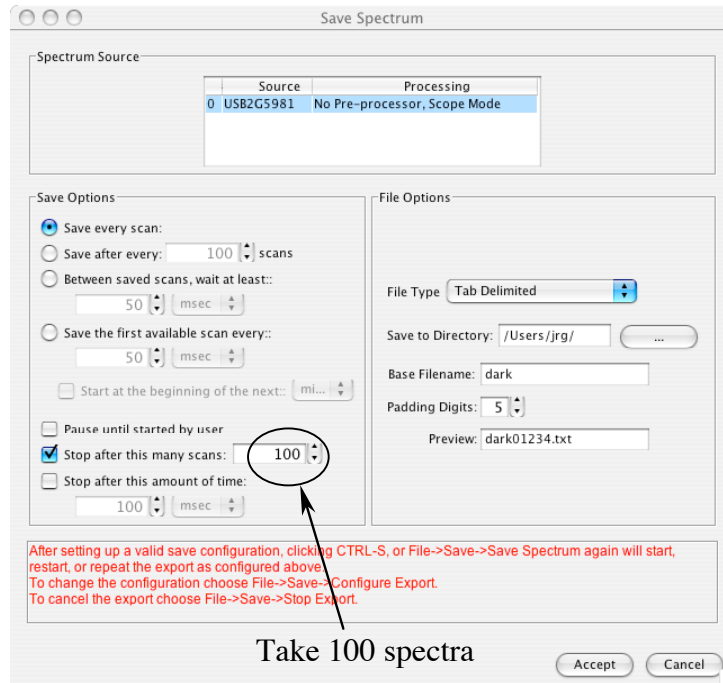 Save Spectrum
Spectrum Source
Source Processing
0 USB2G5981 No Pre-processor, Scope Mode
Save Options
Save every scan:
Save after every: 100 scans
Between saved scans, wait at least::
50 msec
Save the first available scan every::
50 msec
Start at the beginning of the next:: mi...
Pause until started by user
Stop after this many scans: 100
Stop after this amount of time:
100 msec
File Options
File Type Tab Delimited
Save to Directory: /Users/jrg/ ...
Base Filename: dark
Padding Digits: 5
Preview: dark01234.txt
After setting up a valid save configuration, clicking CTRL-S, or File->Save->Save Spectrum again will start,
restart, or repeat the export as configured above.
To change the configuration choose File->Save->Configure Export.
To cancel the export choose File->Save->Stop Export.
Take 100 spectra
Accept Cancel